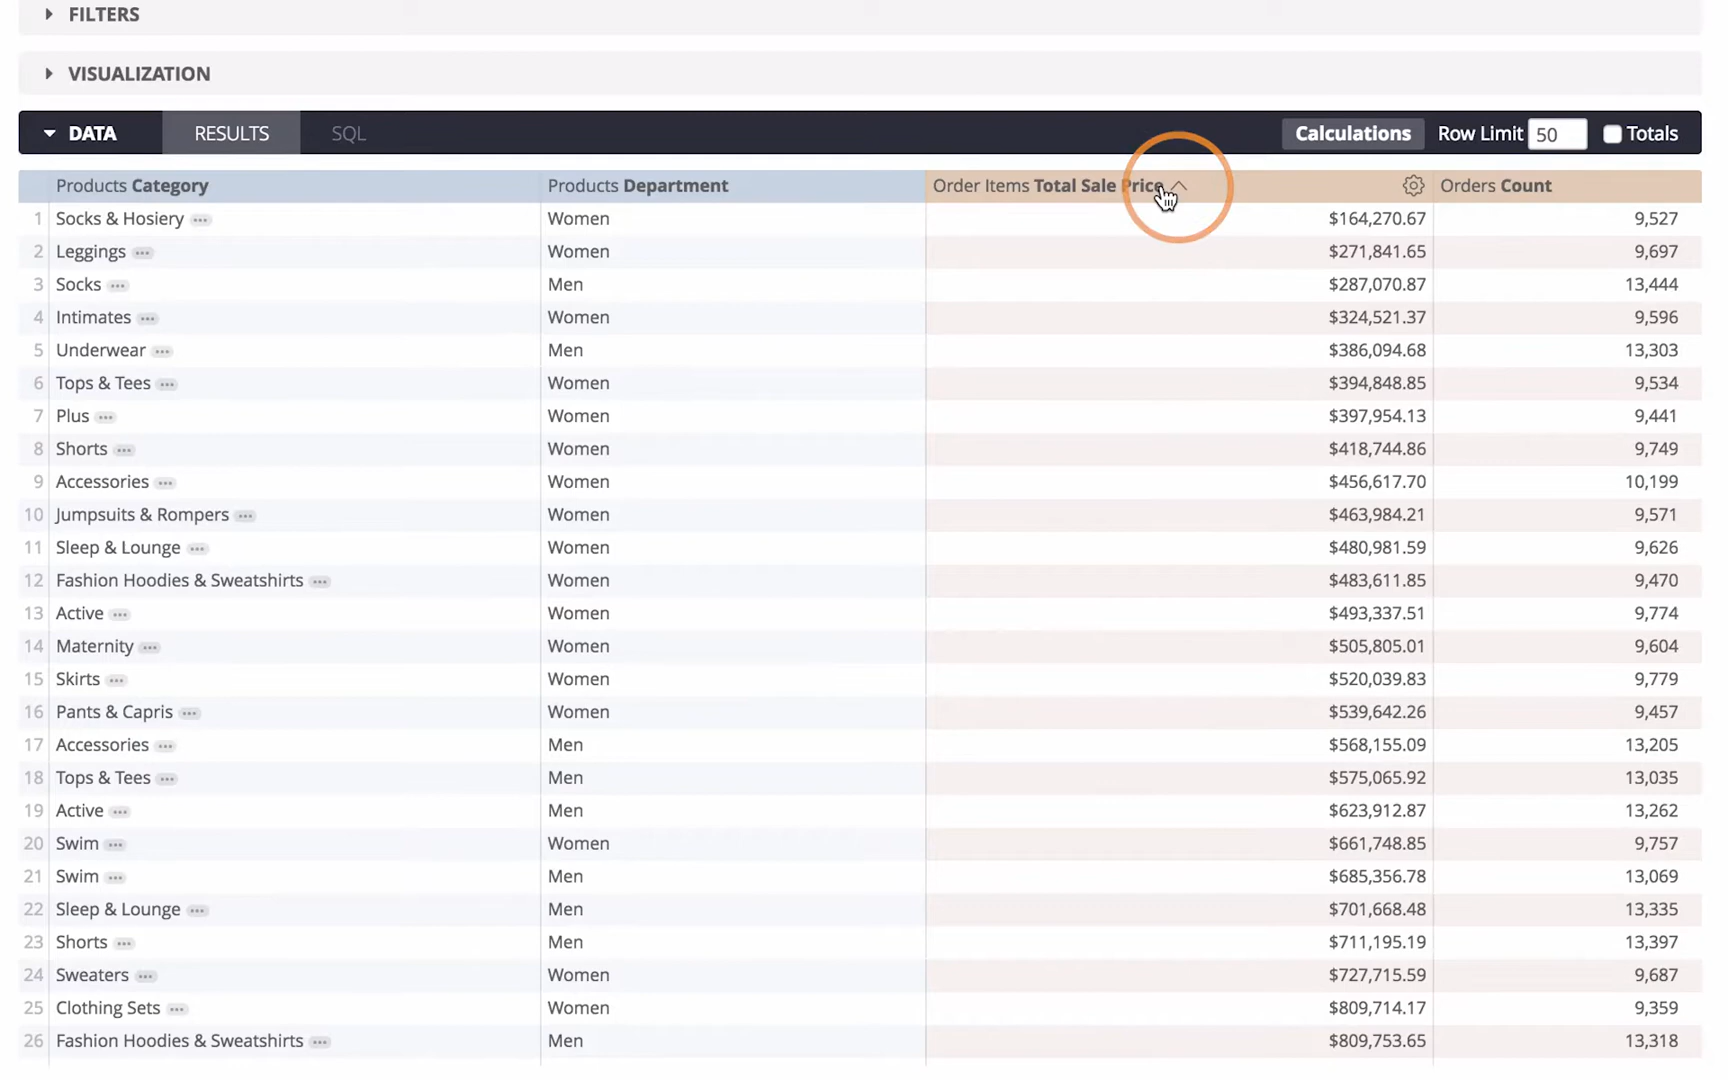 FILTERS
VISUALIZATION
DATA RESULTS SQL Calculations Row Limit 50 Totals
Products Category Products Department Order Items Total Sale Price Orders Count
1 Socks & Hosiery Women $164,270.67 9,527
2 Leggings Women $271,841.65 9,697
3 Socks Men $287,070.87 13,444
4 Intimates Women $324,521.37 9,596
5 Underwear Men $386,094.68 13,303
6 Tops & Tees Women $394,848.85 9,534
7 Plus Women $397,954.13 9,441
8 Shorts Women $418,744.86 9,749
9 Accessories Women $456,617.70 10,199
10 Jumpsuits & Rompers Women $463,984.21 9,571
11 Sleep & Lounge Women $480,981.59 9,626
12 Fashion Hoodies & Sweatshirts Women $483,611.85 9,470
13 Active Women $493,337.51 9,774
14 Maternity Women $505,805.01 9,604
15 Skirts Women $520,039.83 9,779
16 Pants & Capris Women $539,642.26 9,457
17 Accessories Men $568,155.09 13,205
18 Tops & Tees Men $575,065.92 13,035
19 Active Men $623,912.87 13,262
20 Swim Women $661,748.85 9,757
21 Swim Men $685,356.78 13,069
22 Sleep & Lounge Men $701,668.48 13,335
23 Shorts Men $711,195.19 13,397
24 Sweaters Women $727,715.59 9,687
25 Clothing Sets Women $809,714.17 9,359
26 Fashion Hoodies & Sweatshirts Men $809,753.65 13,318